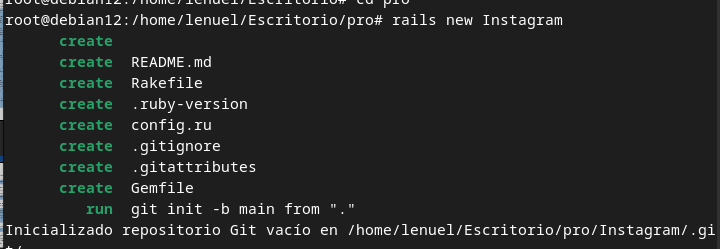 root@debian12:/home/lenuel/Escritorio# cd pro
root@debian12:/home/lenuel/Escritorio/pro# rails new Instagram
create
create README.md
create Rakefile
create .ruby-version
create config.ru
create .gitignore
create .gitattributes
create Gemfile
run git init -b main from "."
Inicializado repositorio Git vacío en /home/lenuel/Escritorio/pro/Instagram/.gi
t/